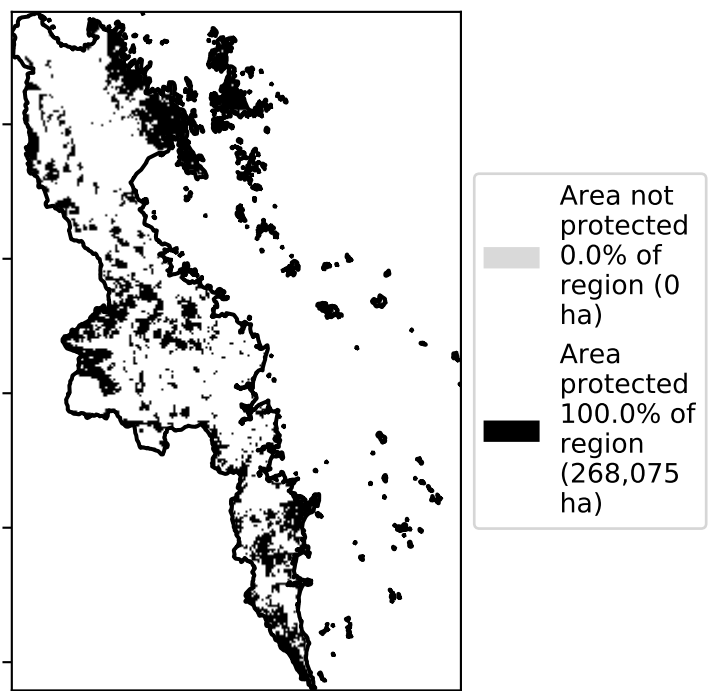 Area not
protected
0.0% of
region (0
ha)
Area
protected
100.0% of
region
(268,075
ha)